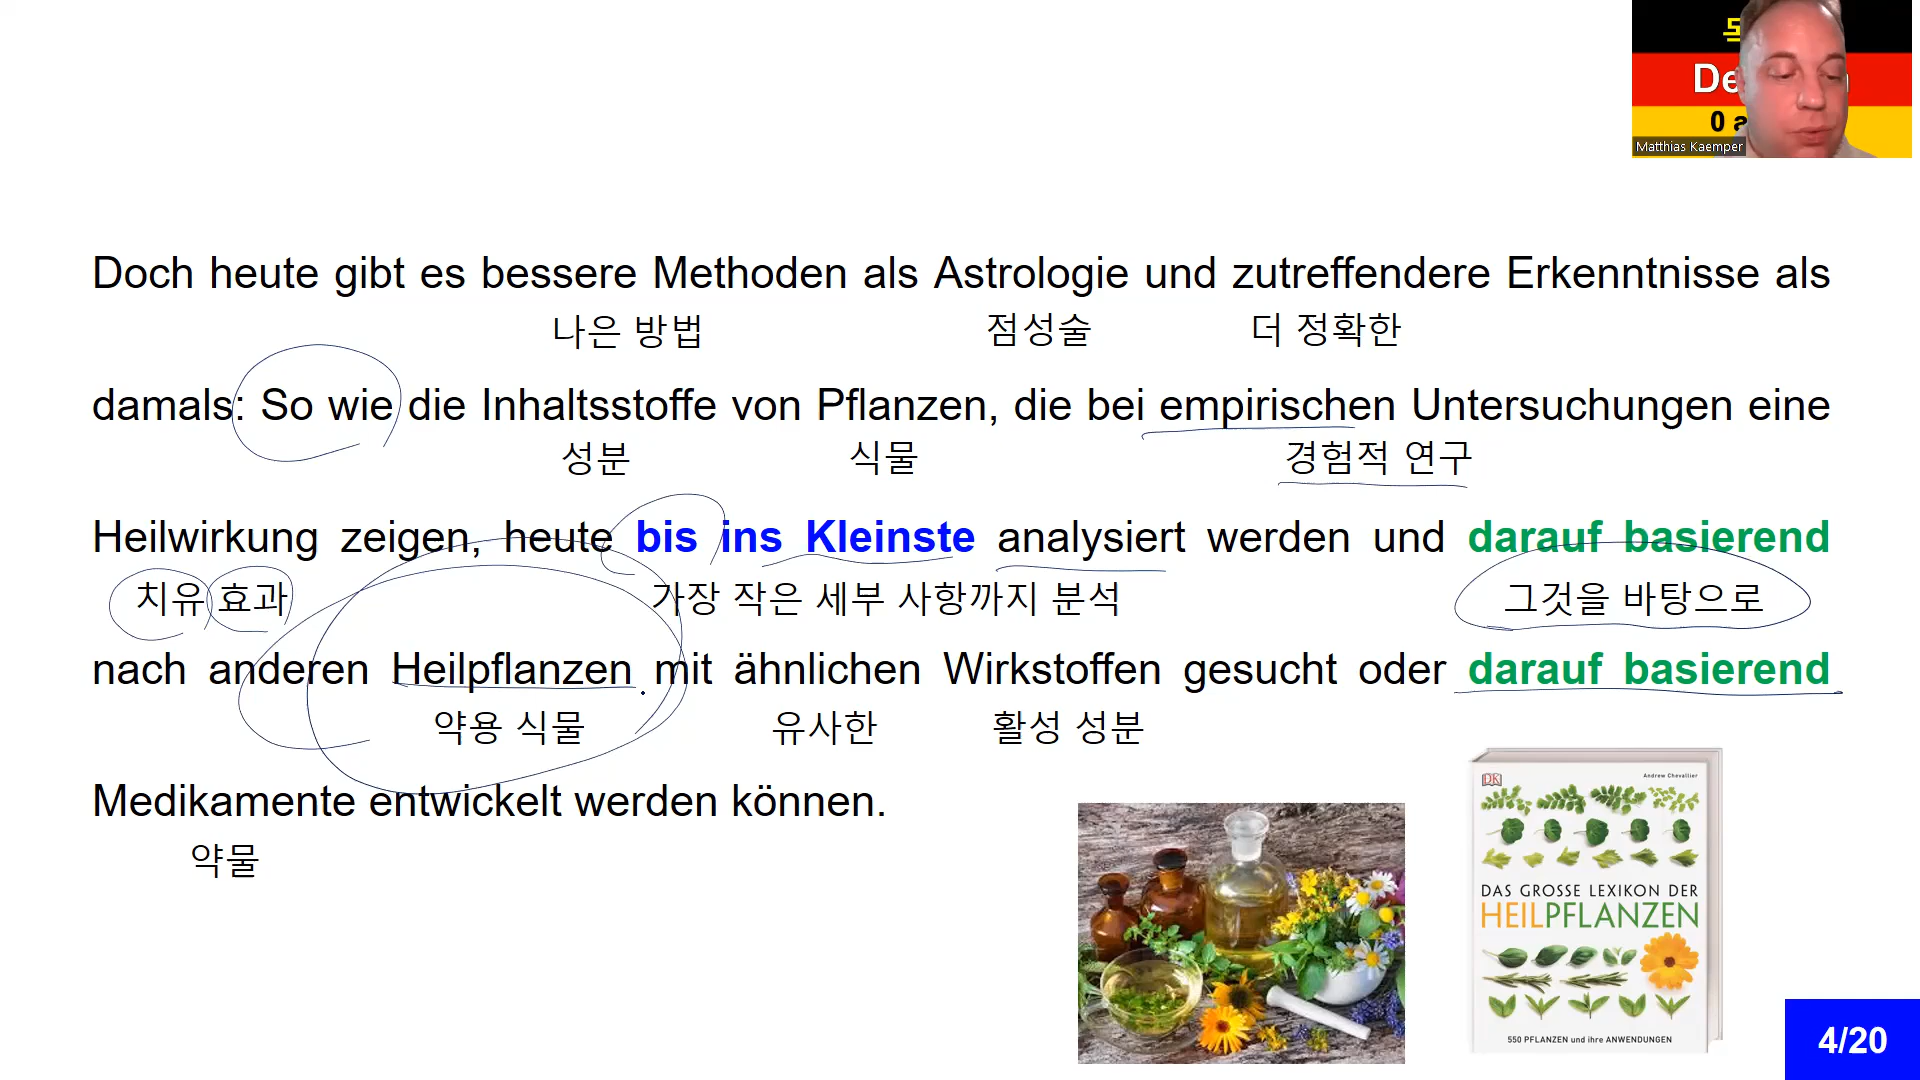 De
0
Matthias Kaemper
Doch heute gibt es bessere Methoden als Astrologie und zutreffendere Erkenntnisse als
나은 방법 점성술 더 정확한
damals: So wie die Inhaltsstoffe von Pflanzen, die bei empirischen Untersuchungen eine
성분 식물 경험적 연구
Heilwirkung zeigen, heute bis ins Kleinste analysiert werden und darauf basierend
치유 효과 가장 작은 세부 사항까지 분석 그것을 바탕으로
nach anderen Heilpflanzen mit ähnlichen Wirkstoffen gesucht oder darauf basierend
약용 식물 유사한 활성 성분
Medikamente entwickelt werden können.
약물
DK
Andrew Chevallier
DAS GROSSE LEXIKON DER
HEILPFLANZEN
550 PFLANZEN und ihre ANWENDUNGEN
4/20